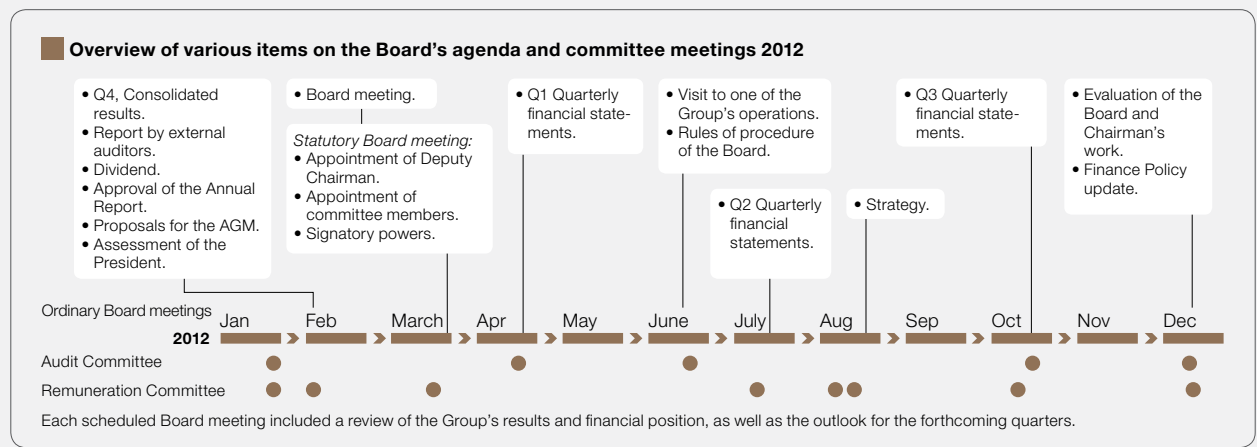 Overview of various items on the Board’s agenda and committee meetings 2012
• Q4, Consolidated
results.
• Report by external
auditors.
• Dividend.
• Approval of the Annual
Report.
• Proposals for the AGM.
• Assessment of the
President.
• Board meeting.
Statutory Board meeting:
• Appointment of Deputy
Chairman.
• Appointment of
committee members.
• Signatory powers.
• Q1 Quarterly
financial state-
ments.
• Visit to one of the
Group’s operations.
• Rules of procedure
of the Board.
• Q2 Quarterly
financial
statements.
• Strategy.
• Q3 Quarterly
financial state-
ments.
• Evaluation of the
Board and
Chairman’s
work.
• Finance Policy
update.
Ordinary Board meetings
Jan Feb March Apr May June July Aug Sep Oct Nov Dec
2012
Audit Committee
Remuneration Committee
Each scheduled Board meeting included a review of the Group’s results and financial position, as well as the outlook for the forthcoming quarters.